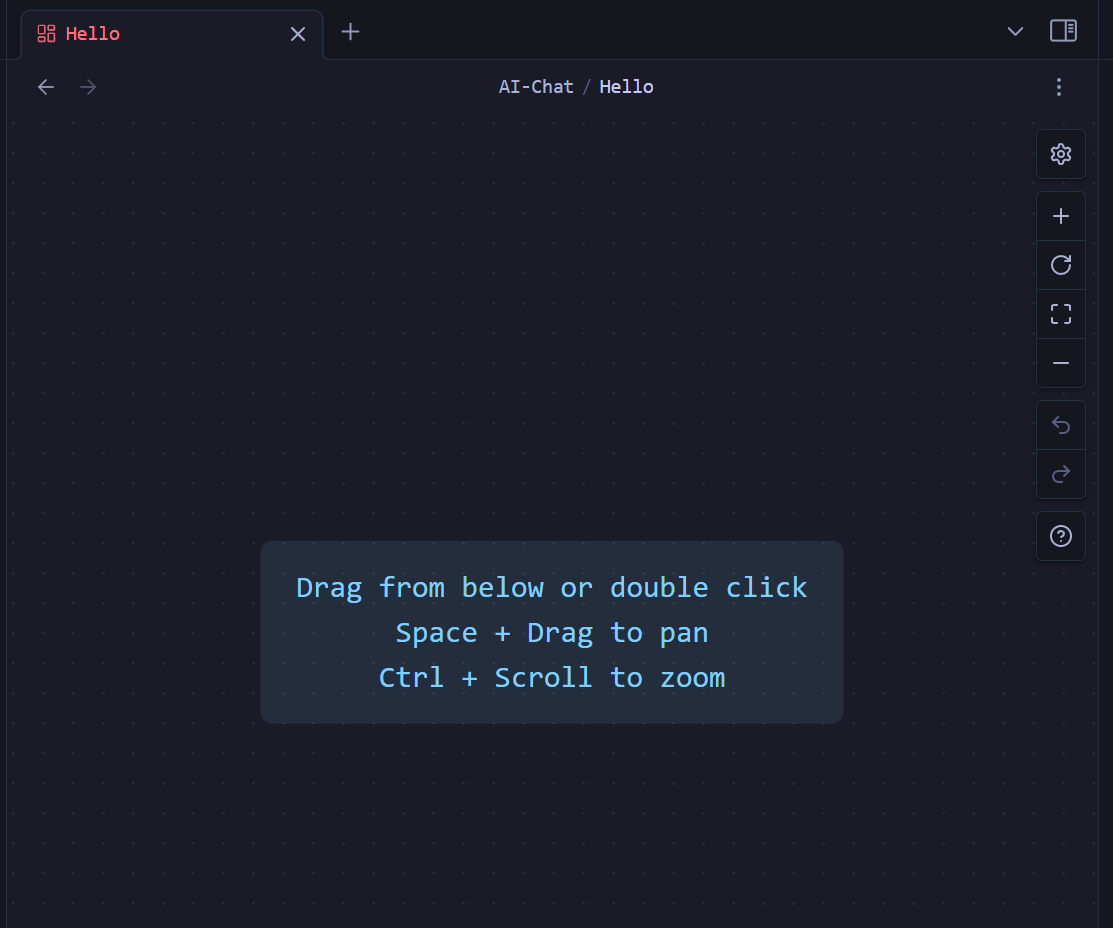 Hello
AI-Chat / Hello
Drag from below or double click
Space + Drag to pan
Ctrl + Scroll to zoom